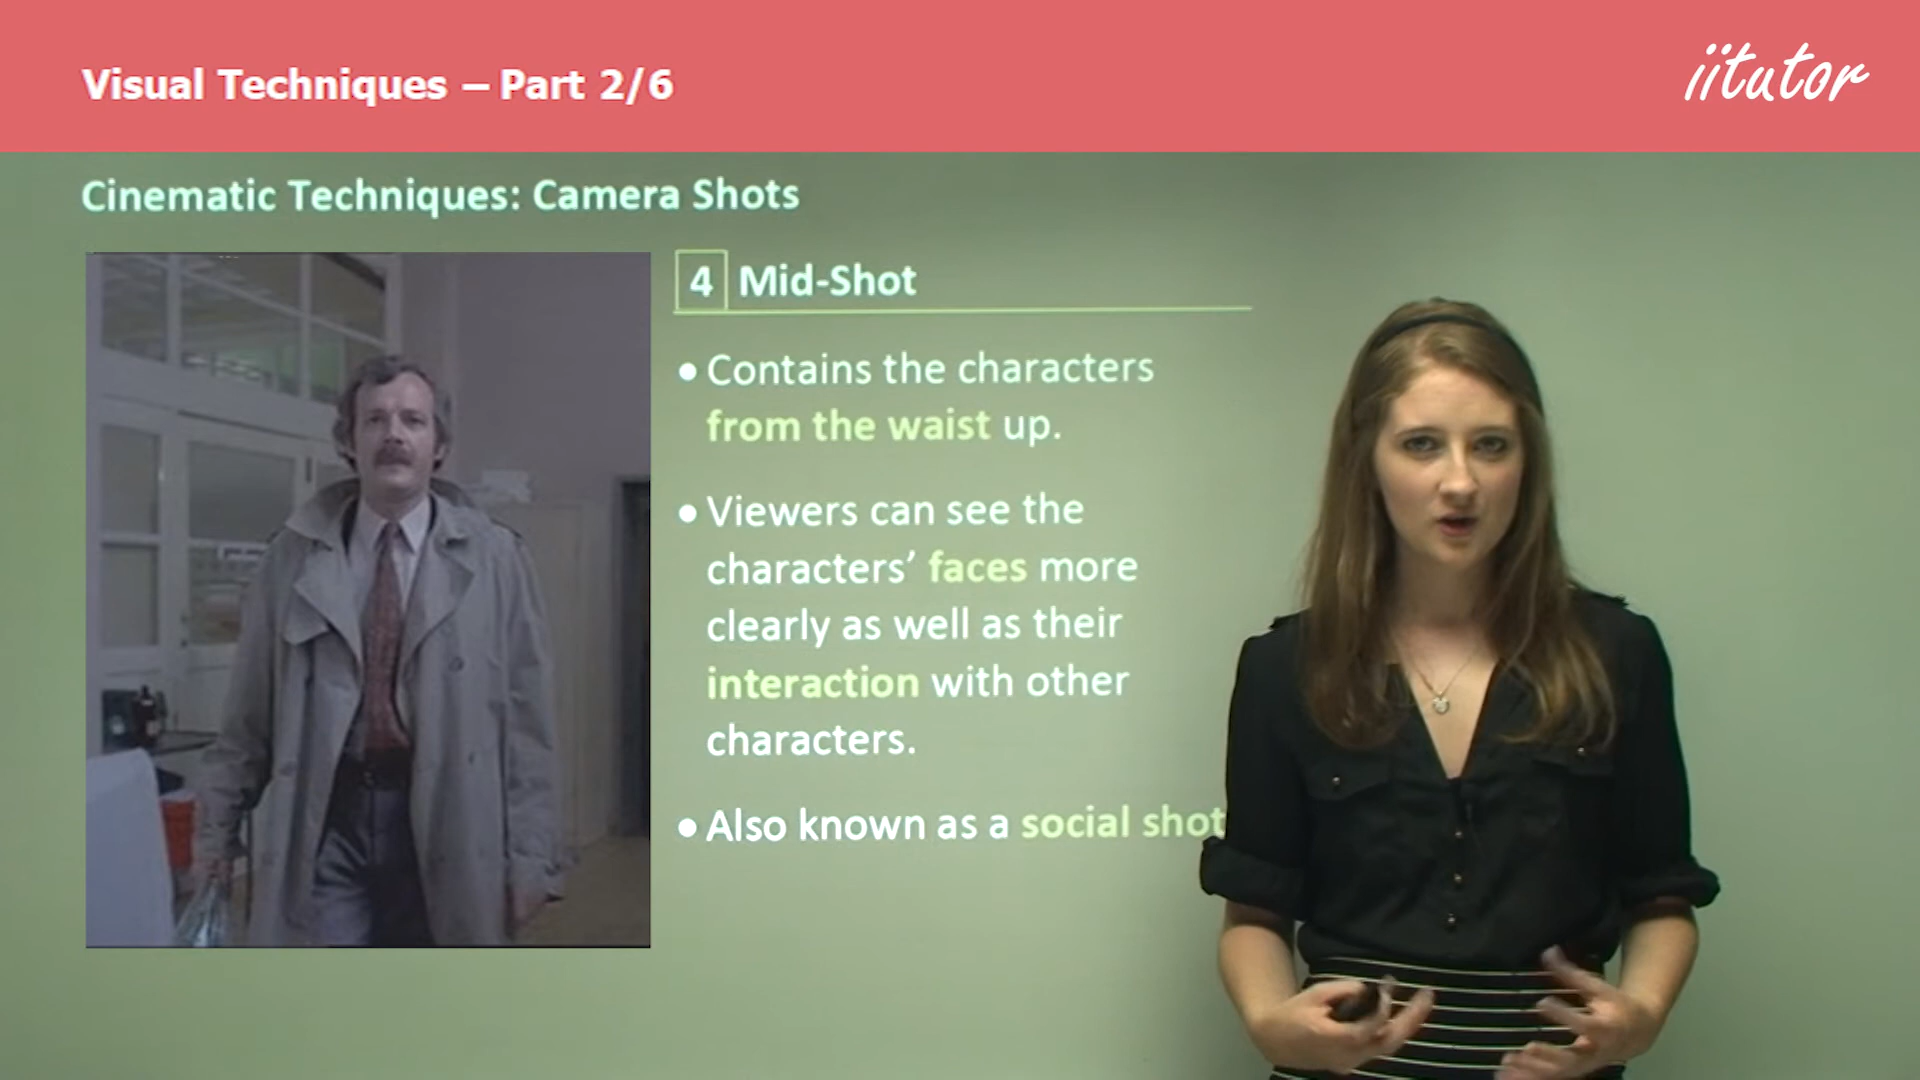 Visual Techniques – Part 2/6
iitutor
Cinematic Techniques: Camera Shots
4 Mid-Shot
• Contains the characters
from the waist up.
• Viewers can see the
characters’ faces more
clearly as well as their
interaction with other
characters.
• Also known as a social shot